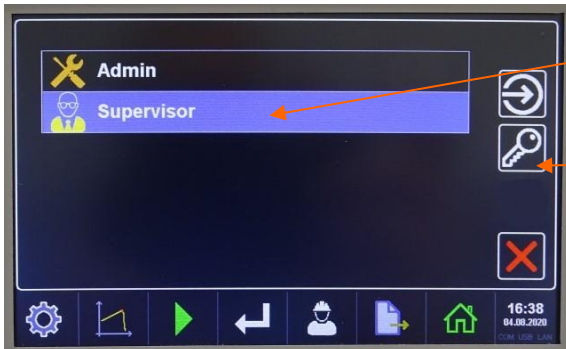 Admin
Supervisor
16:38
04.08.2020
COM USB LAN